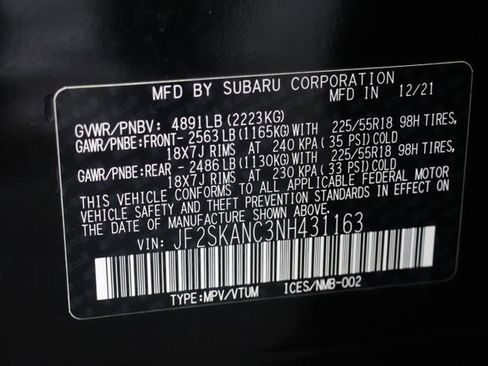 MFD BY SUBARU CORPORATION
MFD IN 12/21
GVWR/PNBV: 4891LB(2223KG)
GAWR/PNBE:FRONT-2563LB(1165KG)WITH 225/55R18 98H TIRES,
18X7J RIMS AT 240 KPA (35 PSI) COLD
GAWR/PNBE:REAR - 2486LB(1130KG)WITH 225/55R18 98H TIRES,
18X7J RIMS AT 230 KPA (33 PSI) COLD
THIS VEHICLE CONFORMS TO ALL APPLICABLE FEDERAL MOTOR
VEHICLE SAFETY AND THEFT PREVENTION STANDARDS IN EFFECT ON
THE DATE OF MANUFACTURE SHOWN ABOVE.
VIN: JF2SKANC3NH431163
TYPE:MPV/VTUM ICES/NMB-002